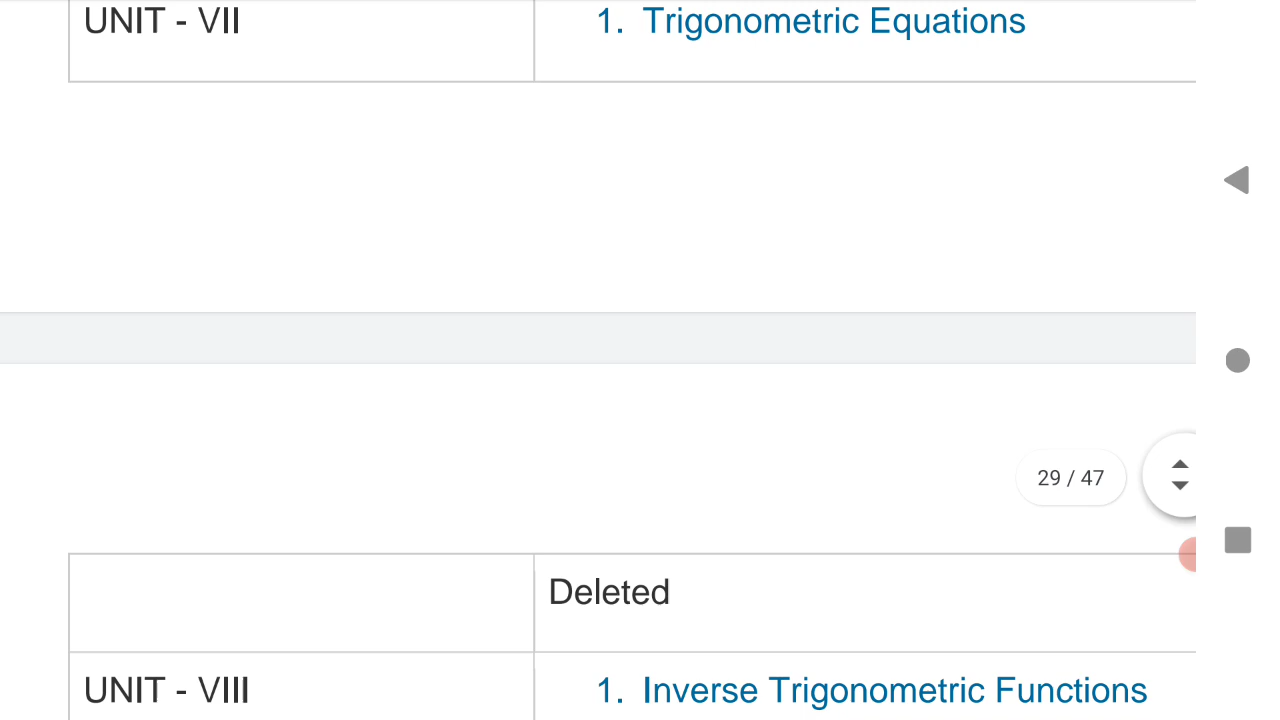 UNIT - VII
1. Trigonometric Equations
29 / 47
Deleted
UNIT - VIII
1. Inverse Trigonometric Functions